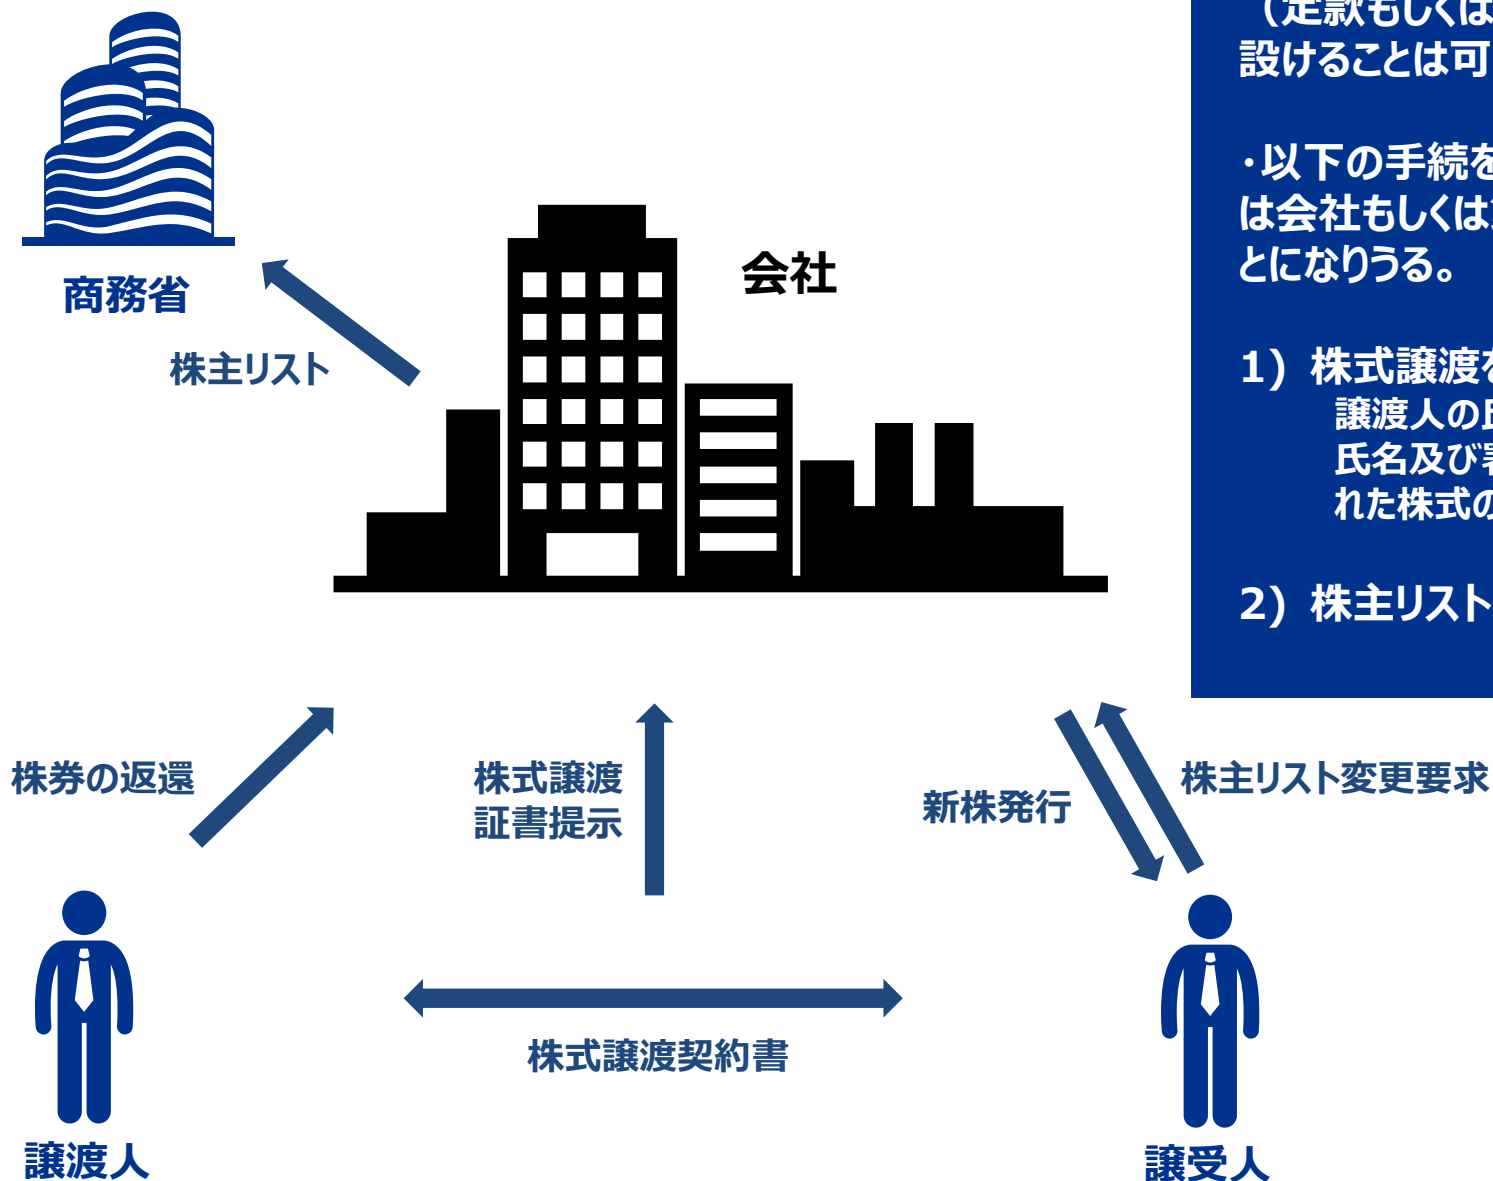 商務省
株主リスト
会社
（定款もしくは
設けることは可
・以下の手続を
は会社もしくは
とになりうる。
1）株式譲渡を
譲渡人の氏
氏名及び署
れた株式の
2）株主リスト
株券の返還
株式譲渡
証書提示
新株発行
株主リスト変更要求
株式譲渡契約書
譲渡人
譲受人